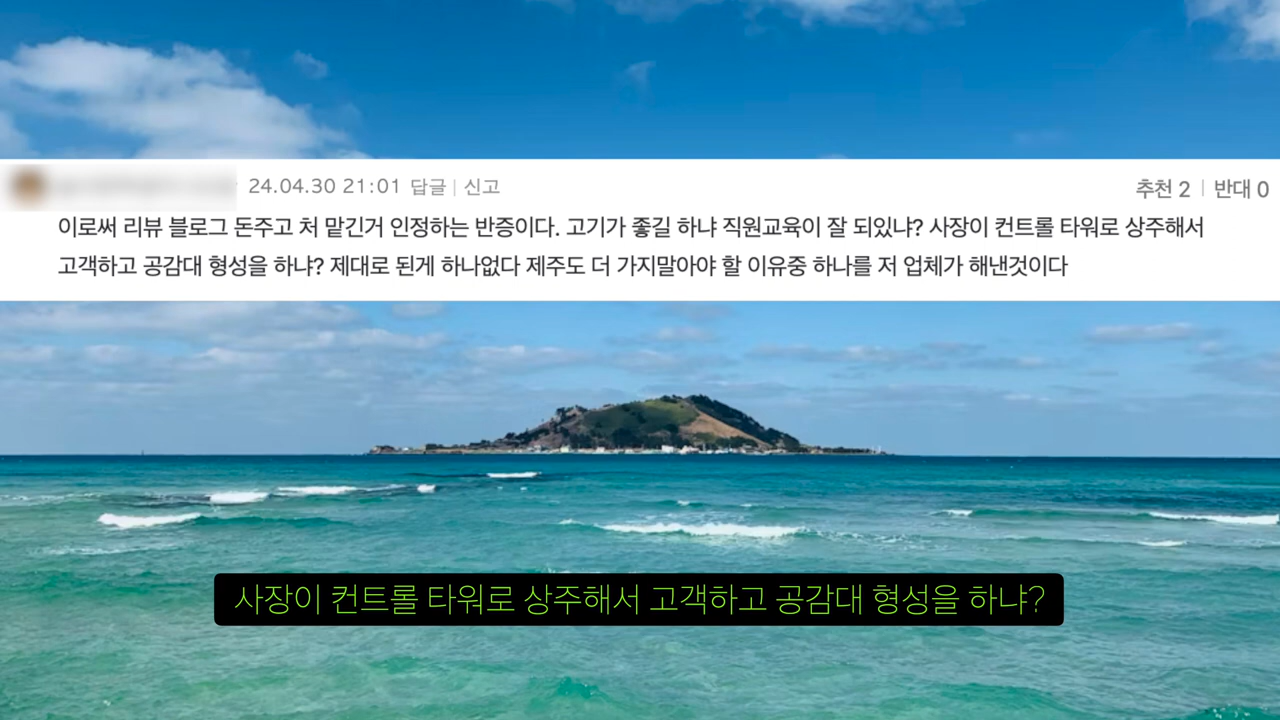 24.04.30 21:01 답글 | 신고
추천 2 | 반대 0
이로써 리뷰 블로그 돈주고 처 맡긴거 인정하는 반증이다. 고기가 좋길 하냐 직원교육이 잘 되있냐? 사장이 컨트롤 타워로 상주해서
고객하고 공감대 형성을 하냐? 제대로 된게 하나없다 제주도 더 가지말아야 할 이유중 하나를 저 업체가 해낸것이다
사장이 컨트롤 타워로 상주해서 고객하고 공감대 형성을 하냐?